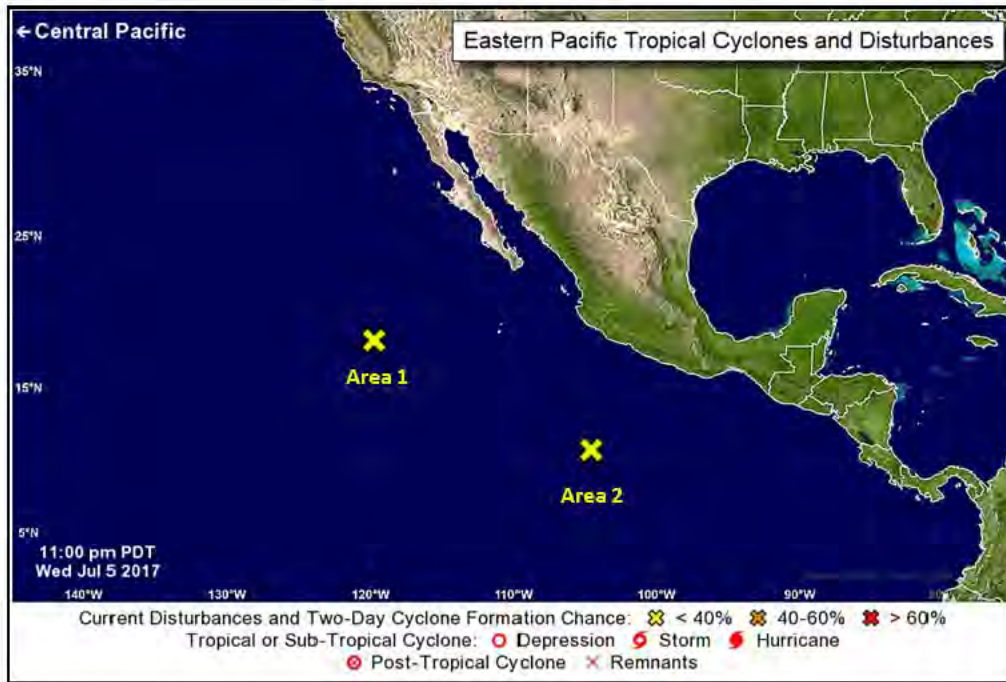 ← Central Pacific
Eastern Pacific Tropical Cyclones and Disturbances
35°N
25°N
Area 1
15°N
Area 2
5°N
11:00 pm PDT
Wed Jul 5 2017
140°W 130°W 120°W 110°W 100°W 90°W
Current Disturbances and Two-Day Cyclone Formation Chance: < 40% 40-60% > 60%
Tropical or Sub-Tropical Cyclone: Depression Storm Hurricane
Post-Tropical Cyclone Remnants